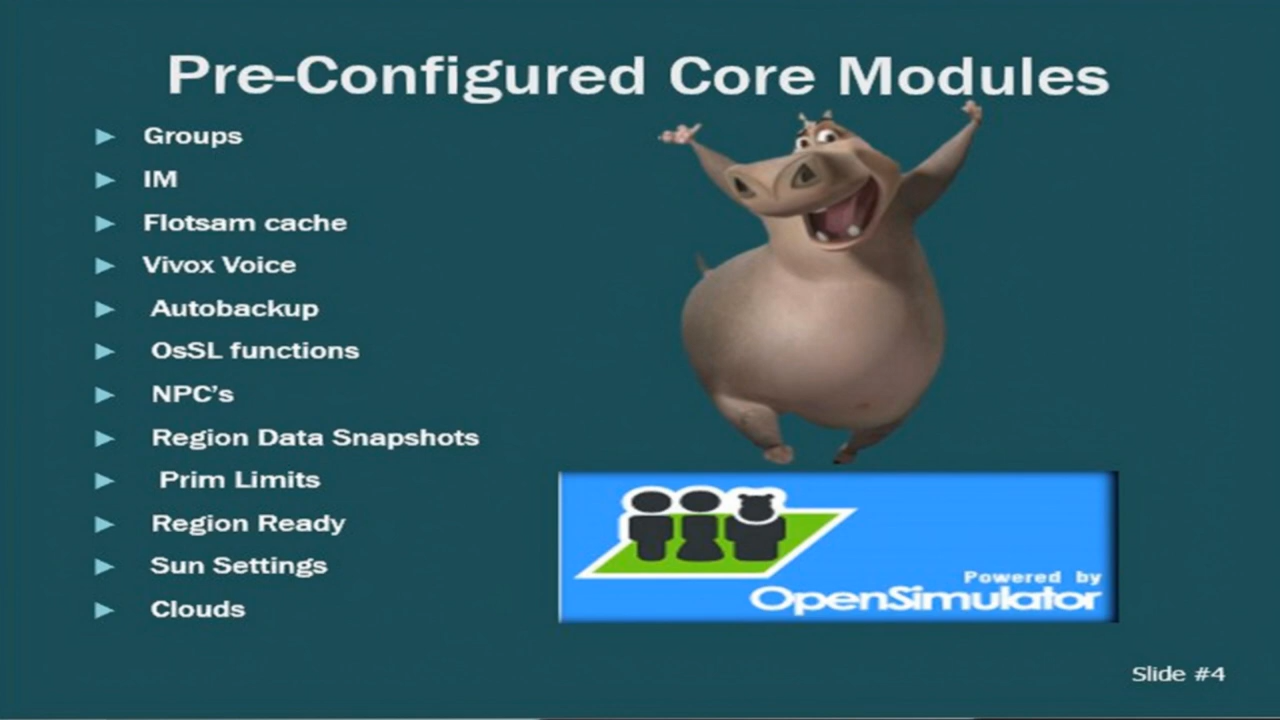 Pre-Configured Core Modules
Groups
IM
Flotsam cache
Vivox Voice
Autobackup
OsSL functions
NPC’s
Region Data Snapshots
Prim Limits
Region Ready
Sun Settings
Clouds
Powered by
OpenSimulator
Slide #4